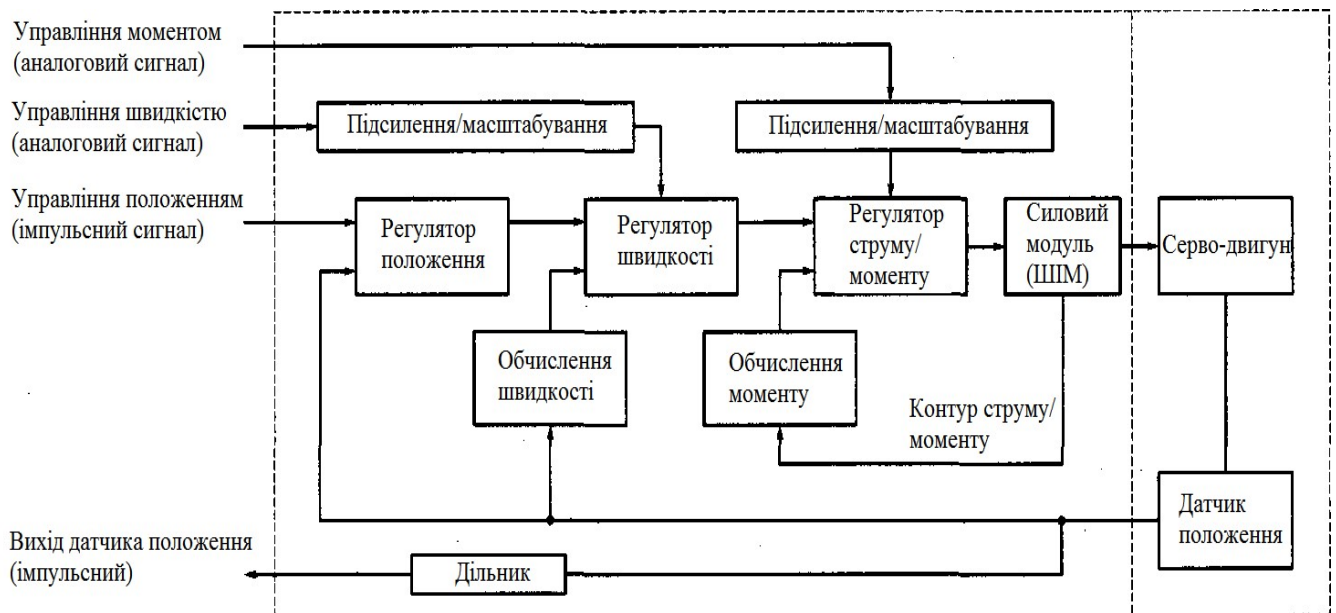 Управління моментом
(аналоговий сигнал)
Управління швидкістю
(аналоговий сигнал)
Підсилення/масштабування
Підсилення/масштабування
Управління положенням
(імпульсний сигнал)
Регулятор
положення
Регулятор
швидкості
Регулятор
струму/
моменту
Силовий
модуль
(ШІМ)
Серво-двигун
Обчислення
швидкості
Обчислення
моменту
Контур струму/
моменту
Датчик
положення
Вихід датчика положення
(імпульсний)
Дільник